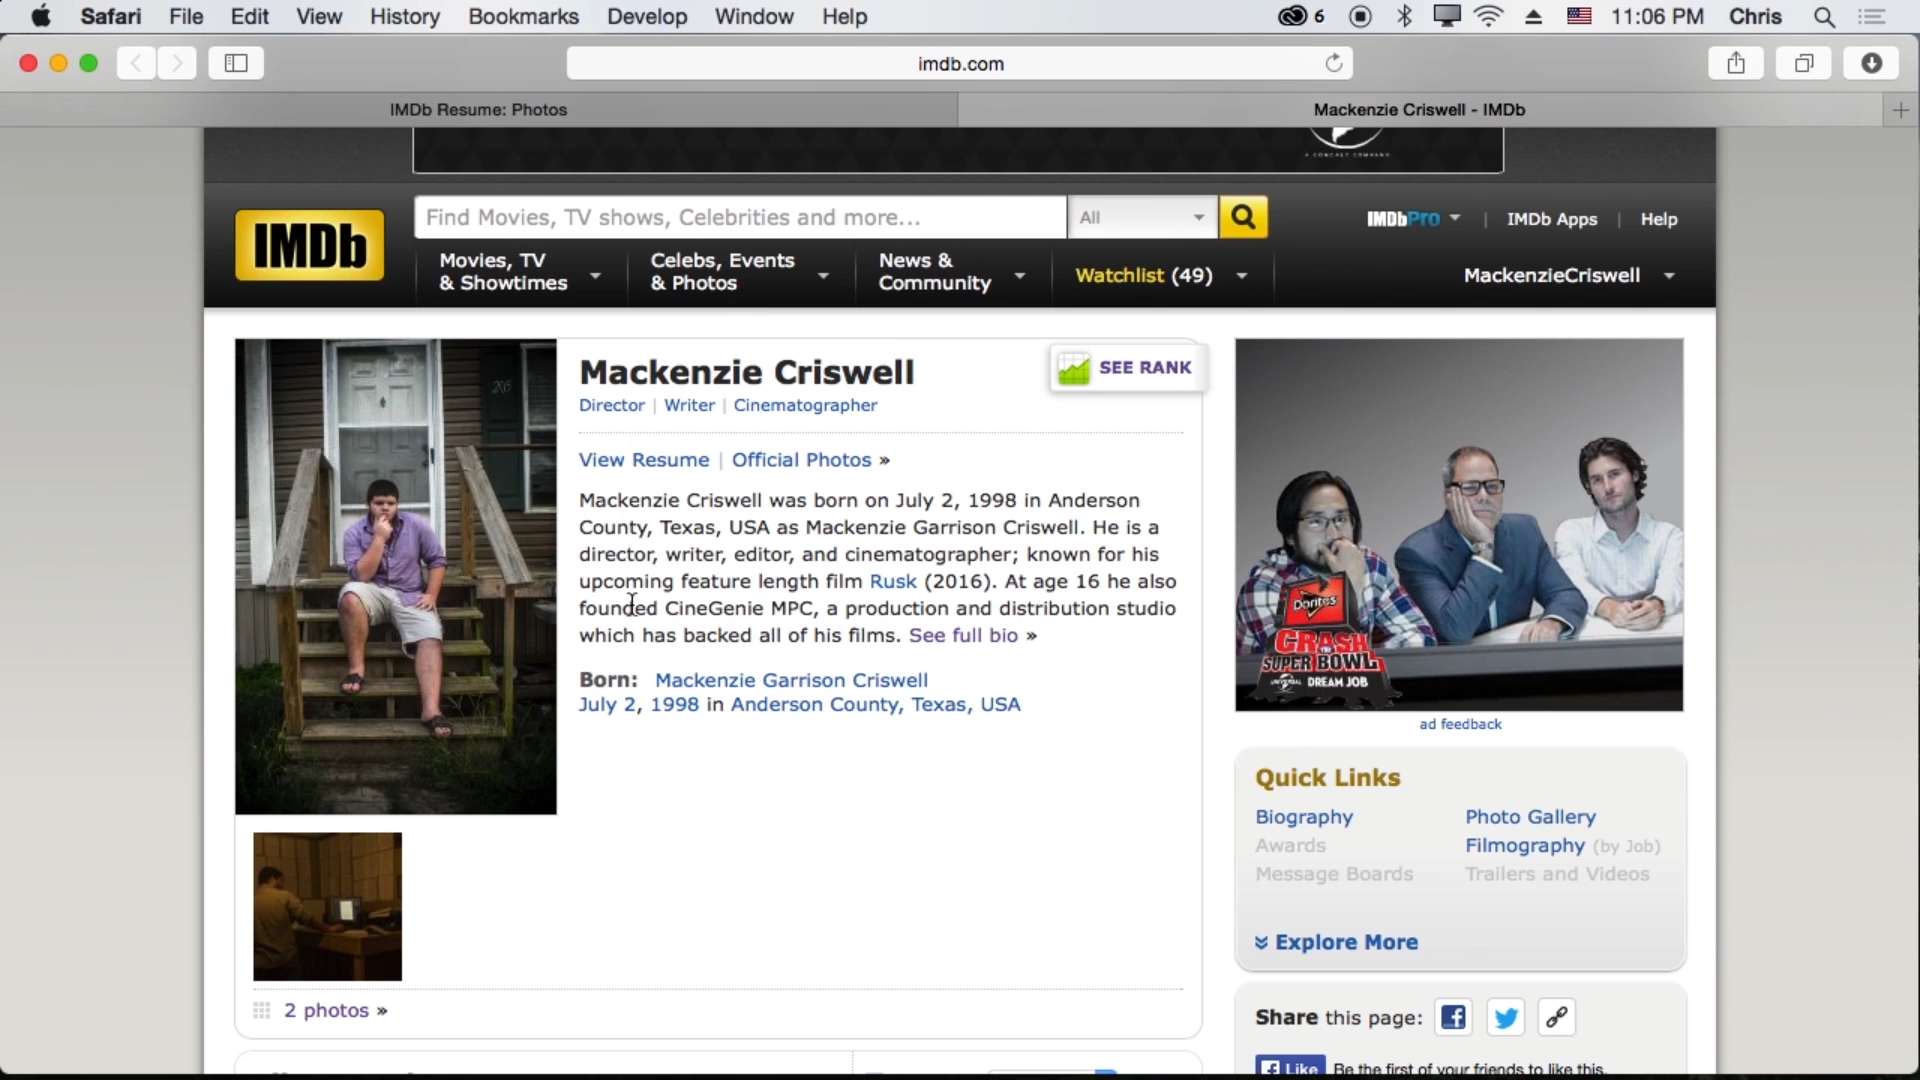 Safari File Edit View History Bookmarks Develop Window Help 6 11:06 PM Chris
imdb.com
IMDb Resume: Photos
Mackenzie Criswell - IMDb
A COMCAST COMPANY
IMDb
Find Movies, TV shows, Celebrities and more...
All
IMDbPro | IMDb Apps | Help
Movies, TV
& Showtimes
Celebs, Events
& Photos
News &
Community
Watchlist (49)
MackenzieCriswell
205
Mackenzie Criswell
SEE RANK
Director | Writer | Cinematographer
View Resume | Official Photos »
Mackenzie Criswell was born on July 2, 1998 in Anderson
County, Texas, USA as Mackenzie Garrison Criswell. He is a
director, writer, editor, and cinematographer; known for his
upcoming feature length film Rusk (2016). At age 16 he also
founded CineGenie MPC, a production and distribution studio
which has backed all of his films. See full bio »
Born: Mackenzie Garrison Criswell
July 2, 1998 in Anderson County, Texas, USA
2 photos »
Doritos
CRASH
THE
SUPER BOWL
UNIVERSAL DREAM JOB
ad feedback
Quick Links
Biography
Photo Gallery
Awards
Filmography (by Job)
Message Boards
Trailers and Videos
Explore More
Share this page:
Like Be the first of your friends to like this.